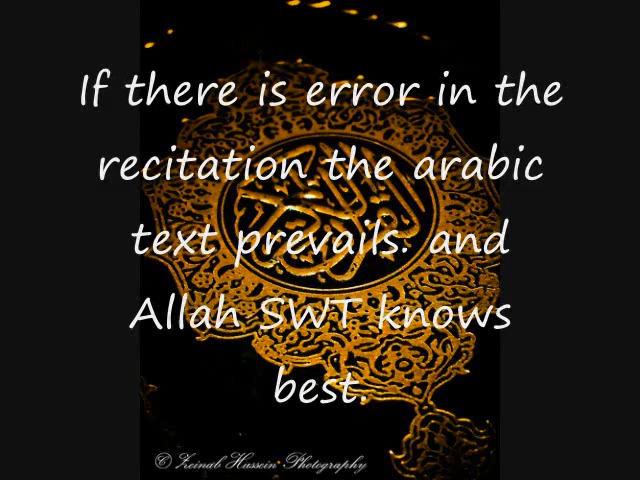 If there is error in the
recitation the arabic
text prevails. and
Allah SWT knows
best.
© Zeinab Hussein Photography